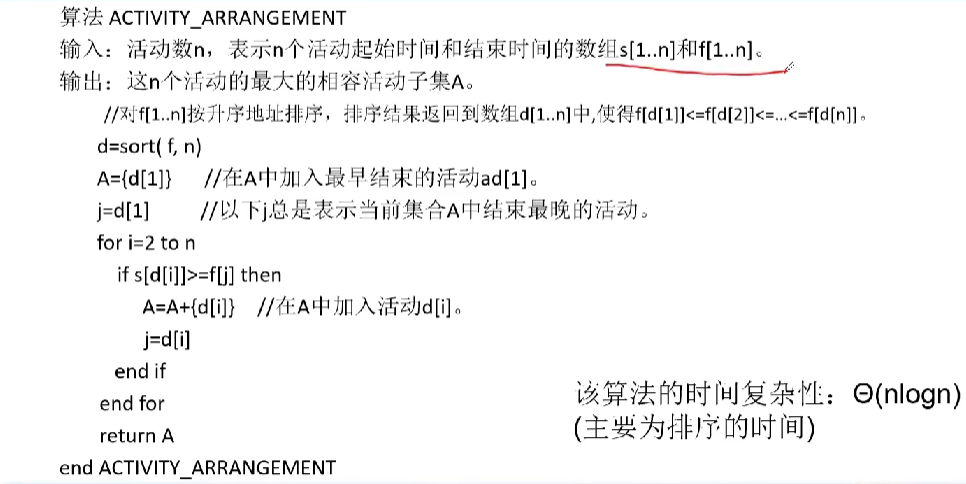 算法 ACTIVITY_ARRANGEMENT
输入：活动数n，表示n个活动起始时间和结束时间的数组s[1..n]和f[1..n]。
输出：这n个活动的最大的相容活动子集A。
//对f[1..n]按升序地址排序，排序结果返回到数组d[1..n]中,使得f[d[1]]<=f[d[2]]<=...<=f[d[n]]。
d=sort( f, n)
A={d[1]} //在A中加入最早结束的活动ad[1]。
j=d[1] //以下j总是表示当前集合A中结束最晚的活动。
for i=2 to n
if s[d[i]]>=f[j] then
A=A+{d[i]} //在A中加入活动d[i]。
j=d[i]
end if
end for
return A
end ACTIVITY_ARRANGEMENT
该算法的时间复杂性：Θ(nlogn)
(主要为排序的时间)